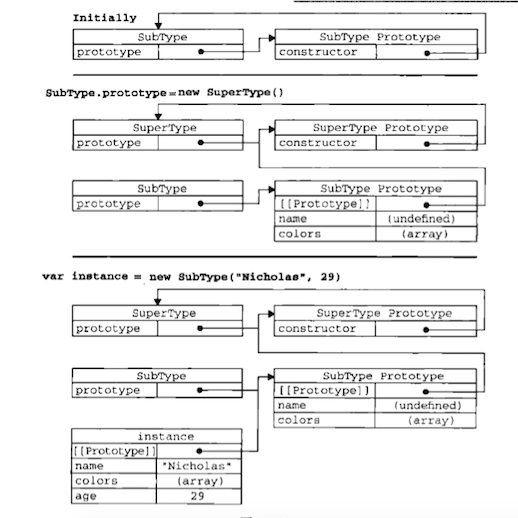 Initially
SubType
SubType Prototype
prototype
constructor
SubType.prototype = new SuperType()
SuperType
SuperType Prototype
prototype
constructor
SubType
SubType Prototype
prototype
[[Prototype]]
name
(undefined)
colors
(array)
var instance = new SubType("Nicholas", 29)
SuperType
SuperType Prototype
prototype
constructor
SubType
SubType Prototype
prototype
[[Prototype]]
name
(undefined)
colors
(array)
instance
[[Prototype]]
name
"Nicholas"
colors
(array)
age
29